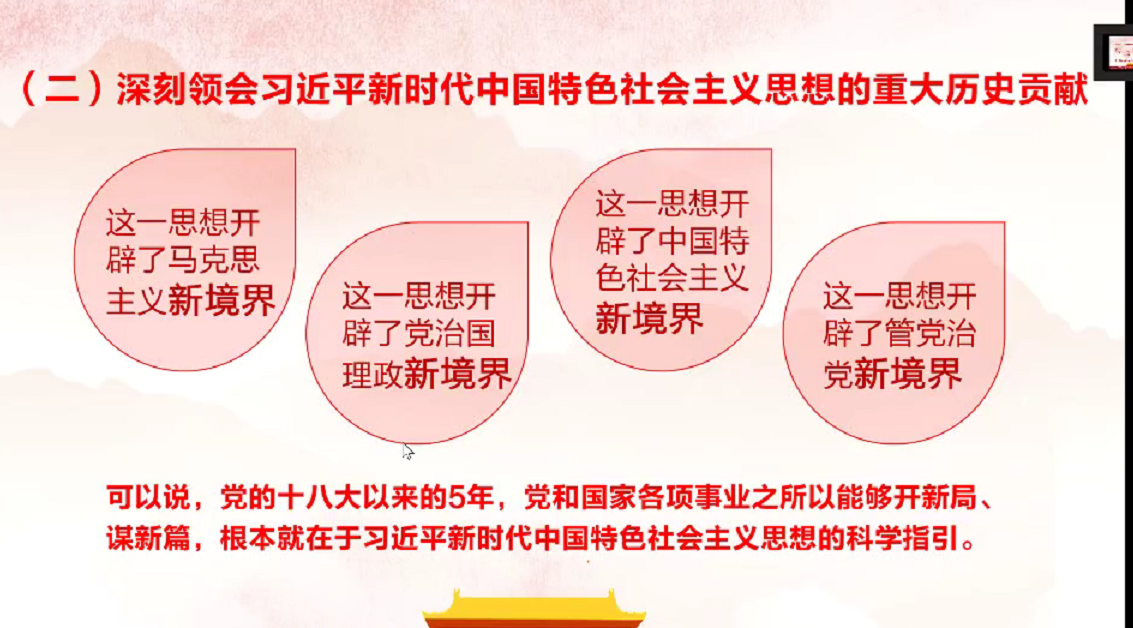 （二）深刻领会习近平新时代中国特色社会主义思想的重大历史贡献
这一思想开
辟了马克思
主义新境界
这一思想开
辟了党治国
理政新境界
这一思想开
辟了中国特
色社会主义
新境界
这一思想开
辟了管党治
党新境界
可以说，党的十八大以来的5年，党和国家各项事业之所以能够开新局、
谋新篇，根本就在于习近平新时代中国特色社会主义思想的科学指引。